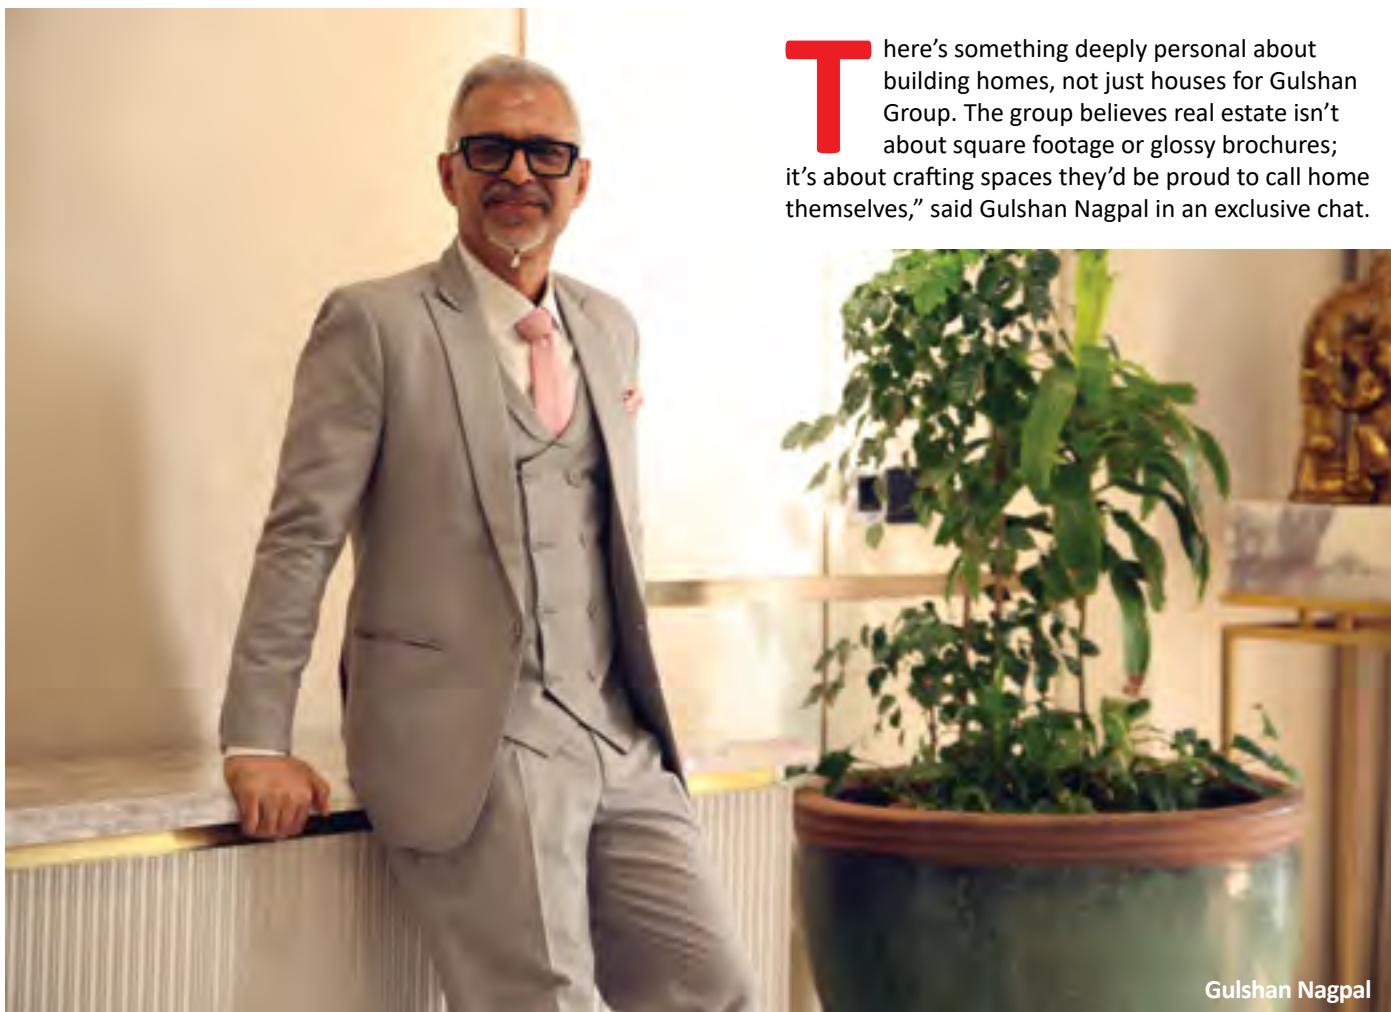 There’s something deeply personal about
building homes, not just houses for Gulshan
Group. The group believes real estate isn’t
about square footage or glossy brochures;
it’s about crafting spaces they’d be proud to call home
themselves,” said Gulshan Nagpal in an exclusive chat.
Gulshan Nagpal